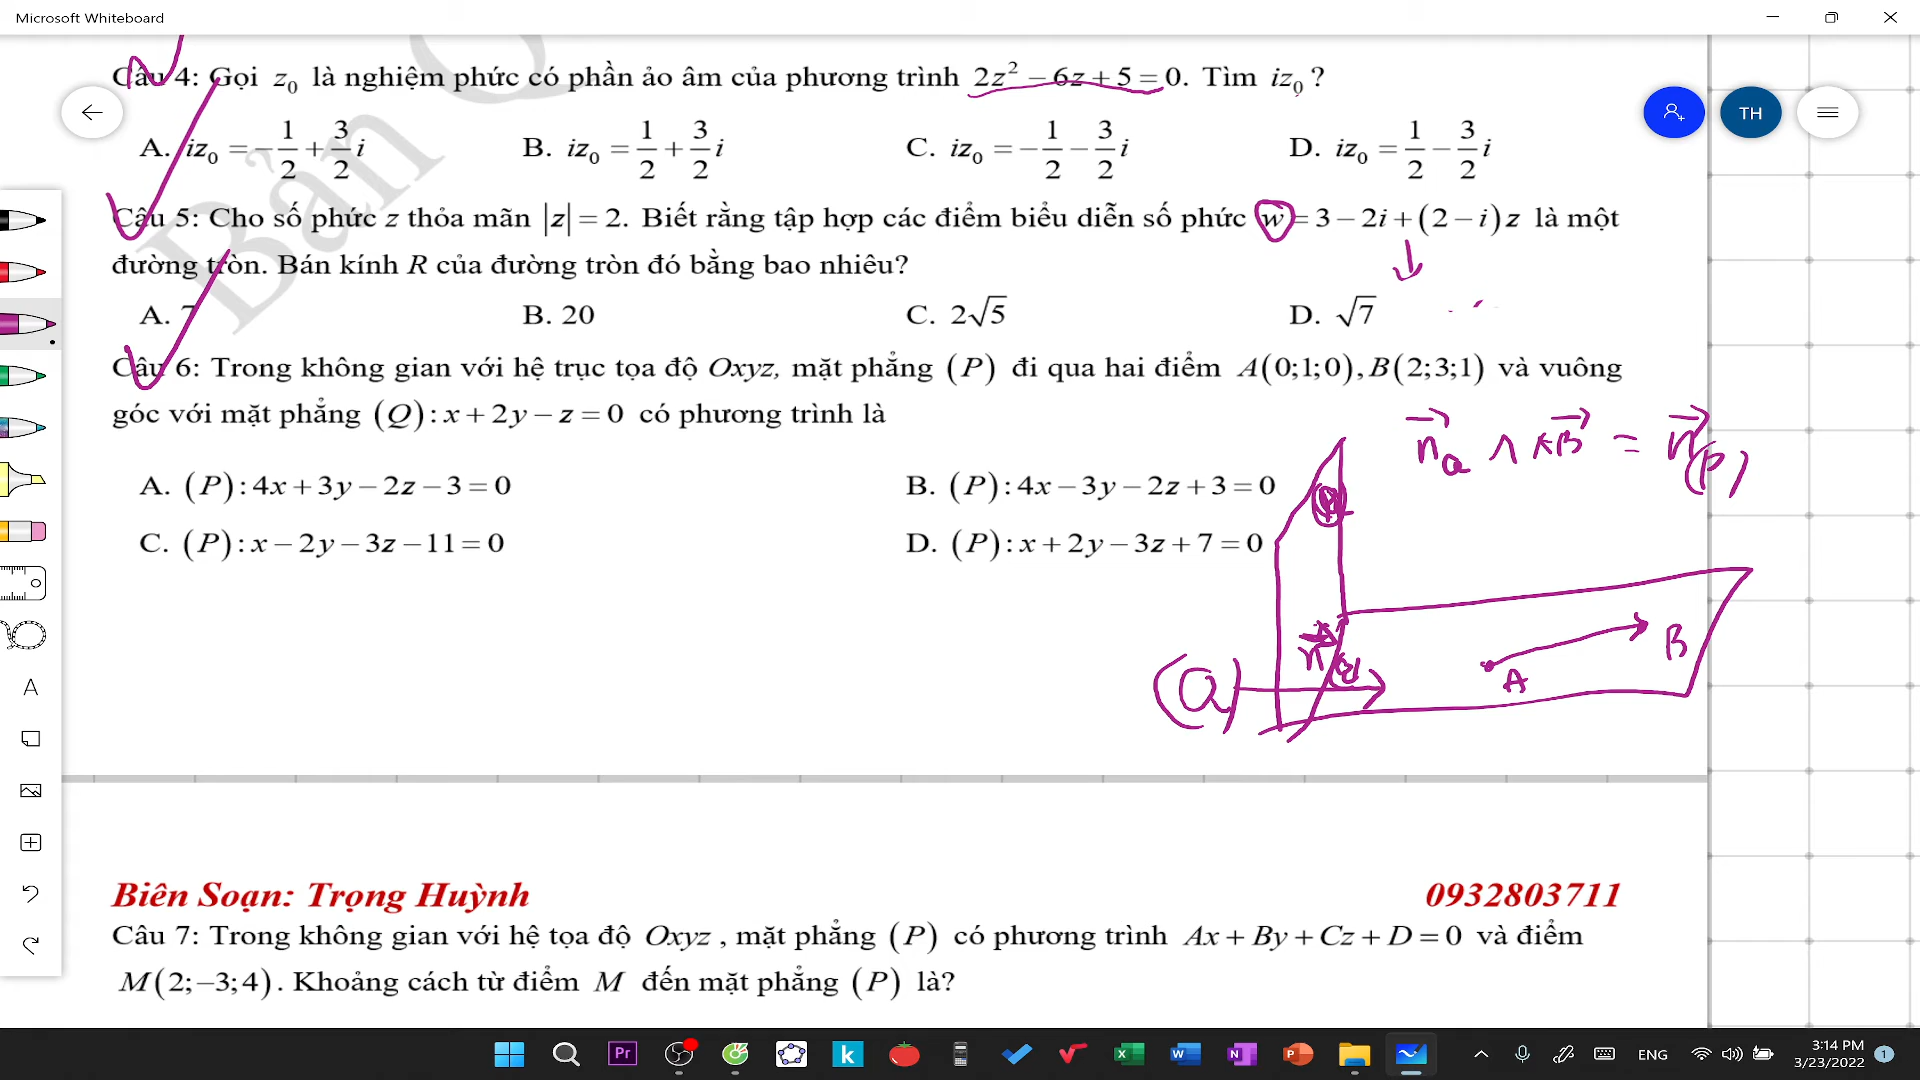 Microsoft Whiteboard
Câu 4: Gọi z₀ là nghiệm phức có phần ảo âm của phương trình 2z² − 6z + 5 = 0. Tìm iz₀ ?
A. iz₀ = −1/2 + 3/2 i B. iz₀ = 1/2 + 3/2 i C. iz₀ = −1/2 − 3/2 i D. iz₀ = 1/2 − 3/2 i
TH
Câu 5: Cho số phức z thỏa mãn |z| = 2. Biết rằng tập hợp các điểm biểu diễn số phức w = 3 − 2i + (2 − i)z là một
đường tròn. Bán kính R của đường tròn đó bằng bao nhiêu?
A. 7 B. 20 C. 2√5 D. √7
Câu 6: Trong không gian với hệ trục tọa độ Oxyz, mặt phẳng (P) đi qua hai điểm A(0;1;0), B(2;3;1) và vuông
góc với mặt phẳng (Q): x + 2y − z = 0 có phương trình là
n⃗Q ∧ AB⃗ = n⃗(P)
A. (P): 4x + 3y − 2z − 3 = 0 B. (P): 4x − 3y − 2z + 3 = 0
C. (P): x − 2y − 3z − 11 = 0 D. (P): x + 2y − 3z + 7 = 0
n⃗Q
A
B
(Q)
Bản
A
Biên Soạn: Trọng Huỳnh 0932803711
Câu 7: Trong không gian với hệ tọa độ Oxyz , mặt phẳng (P) có phương trình Ax + By + Cz + D = 0 và điểm
M(2;−3;4). Khoảng cách từ điểm M đến mặt phẳng (P) là?
Pr
k
ENG
3:14 PM
3/23/2022
1